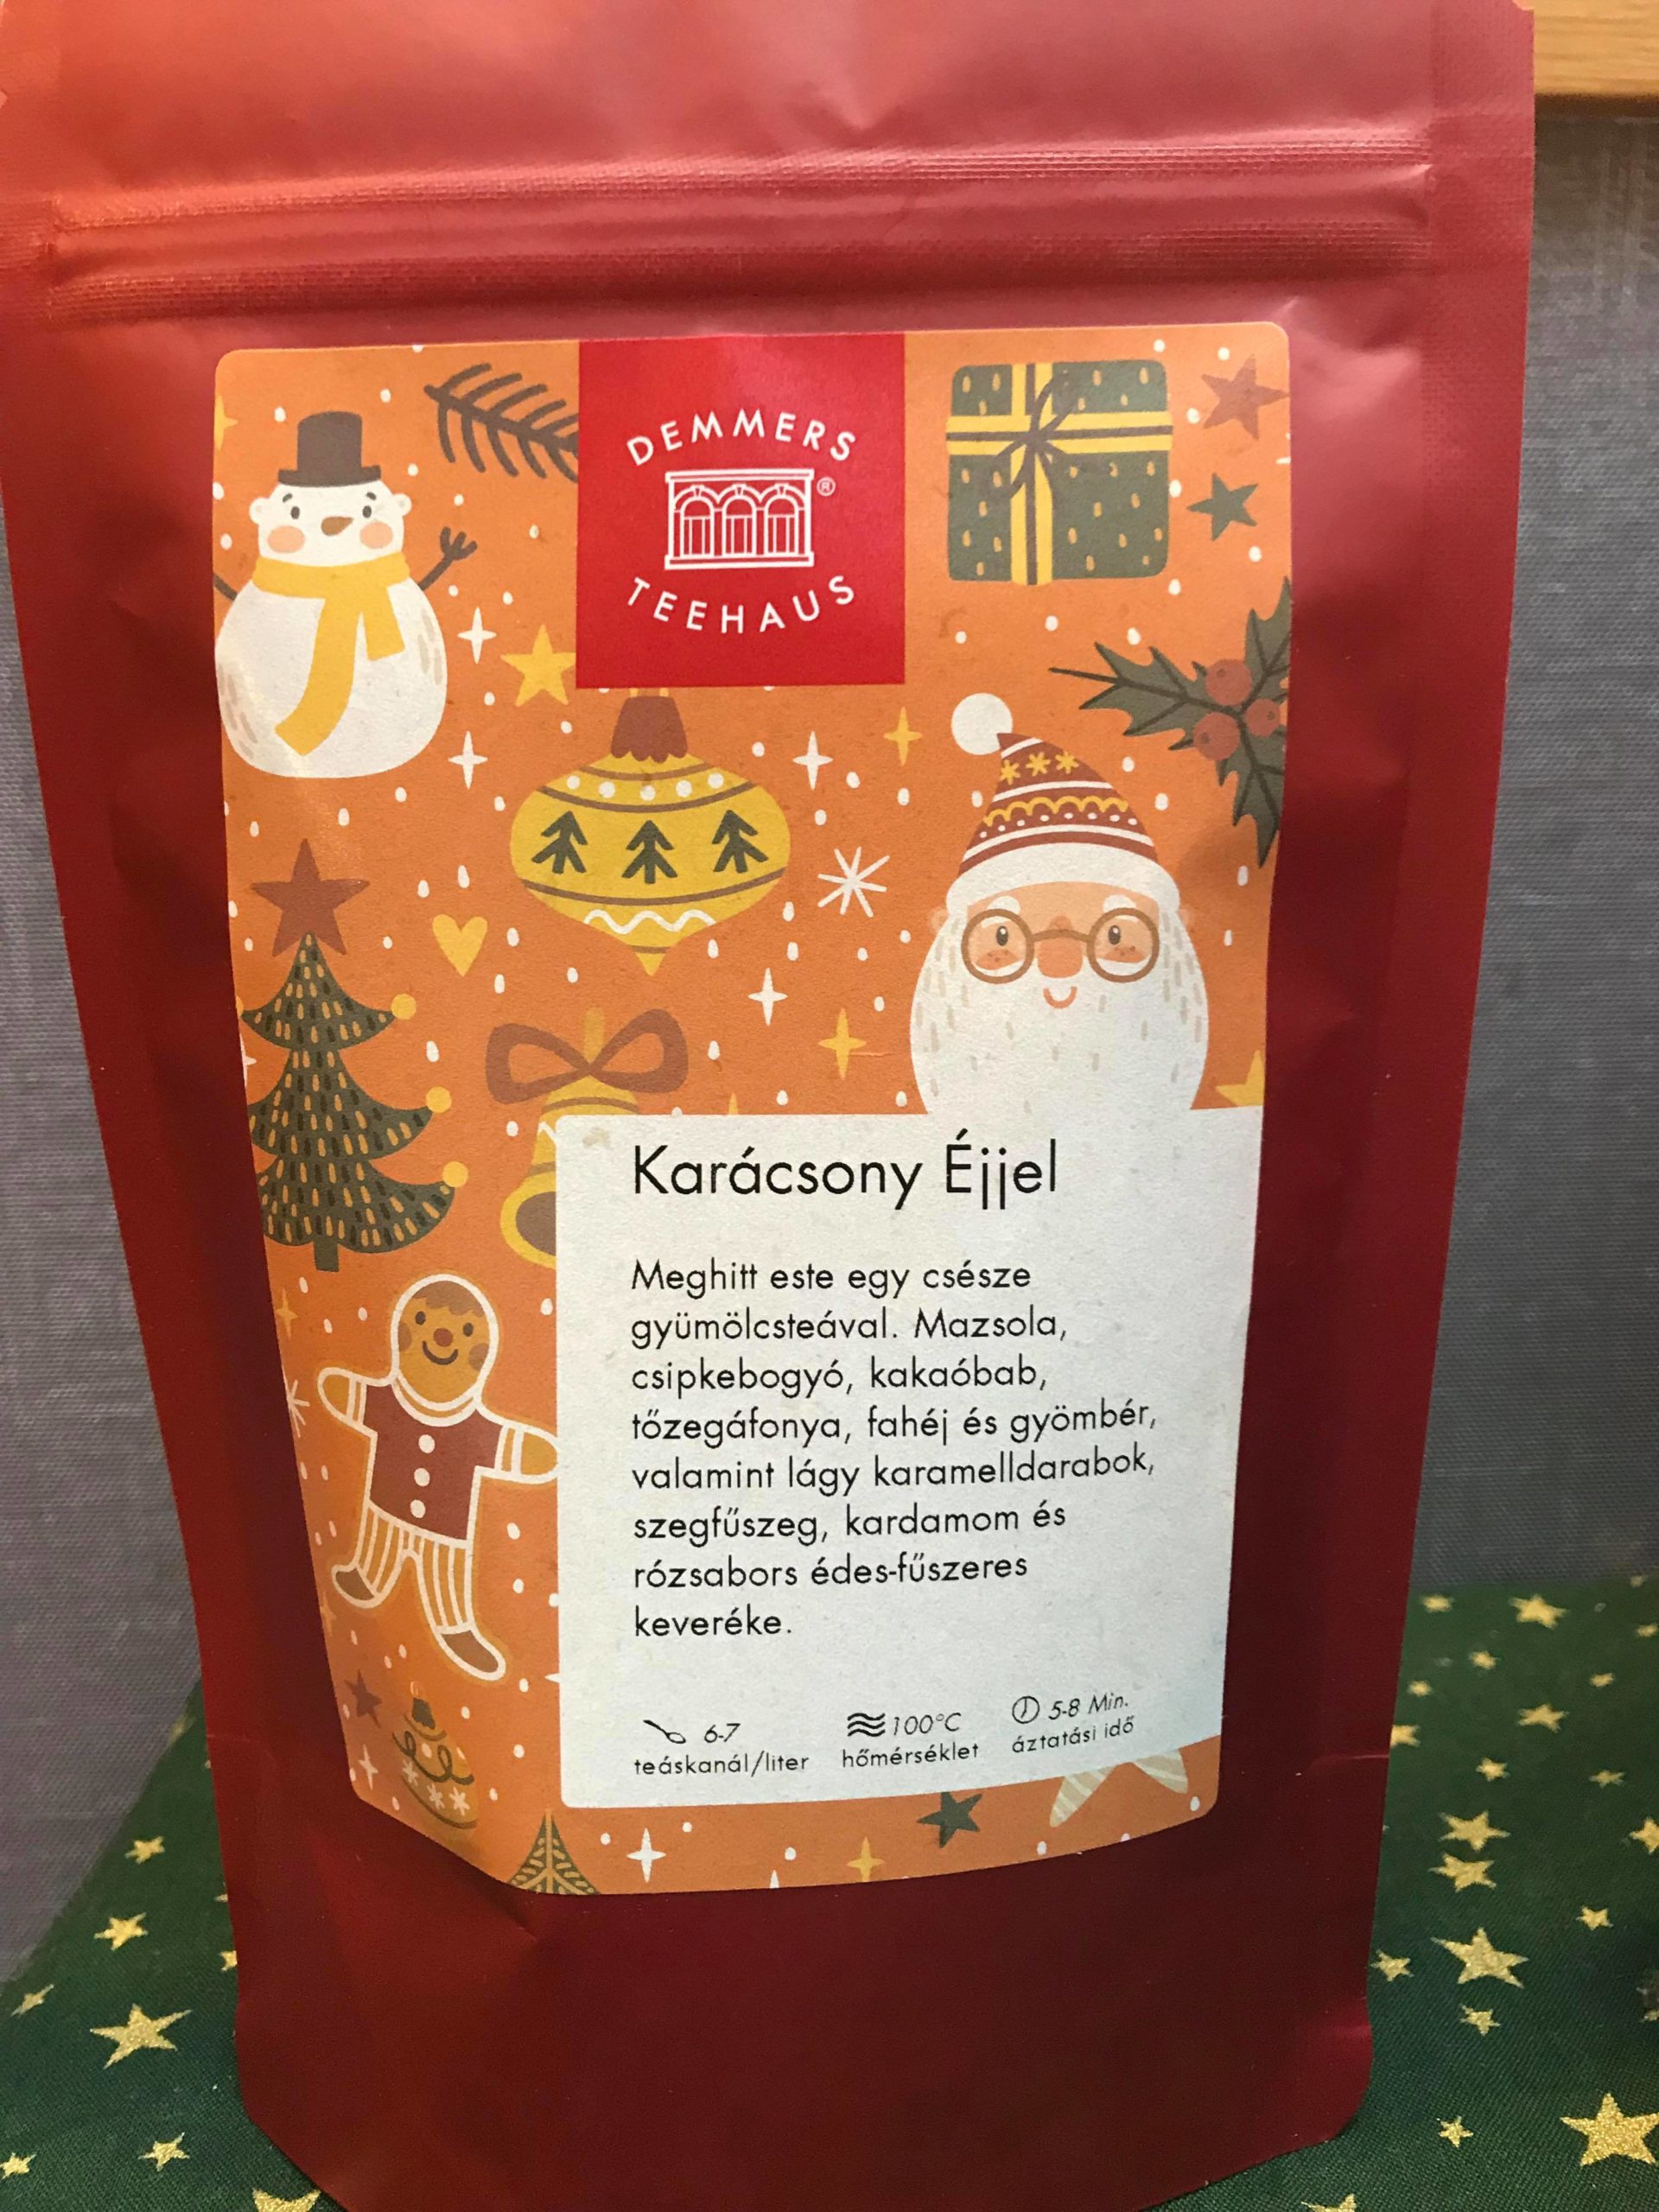 DEMMERS
®
TEEHAUS
Karácsony Éjjel
Meghitt este egy csésze
gyümölcsteával. Mazsola,
csipkebogyó, kakaóbab,
tőzegáfonya, fahéj és gyömbér,
valamint lágy karamelldarabok,
szegfűszeg, kardamom és
rózsabors édes-fűszeres
keveréke.
6-7
teáskanál/liter
100°C
hőmérséklet
5-8 Min.
áztatási idő